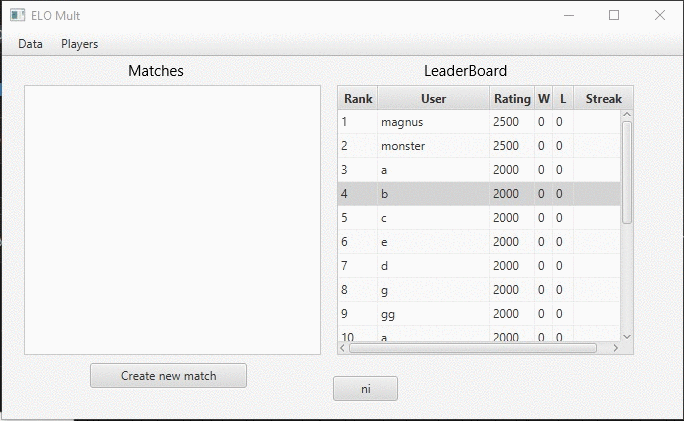 ELO Mult
Data Players
Matches
LeaderBoard
Rank User Rating W L Streak
1 magnus 2500 0 0
2 monster 2500 0 0
3 a 2000 0 0
4 b 2000 0 0
5 c 2000 0 0
6 e 2000 0 0
7 d 2000 0 0
8 g 2000 0 0
9 gg 2000 0 0
10 a 2000 0 0
Create new match
ni